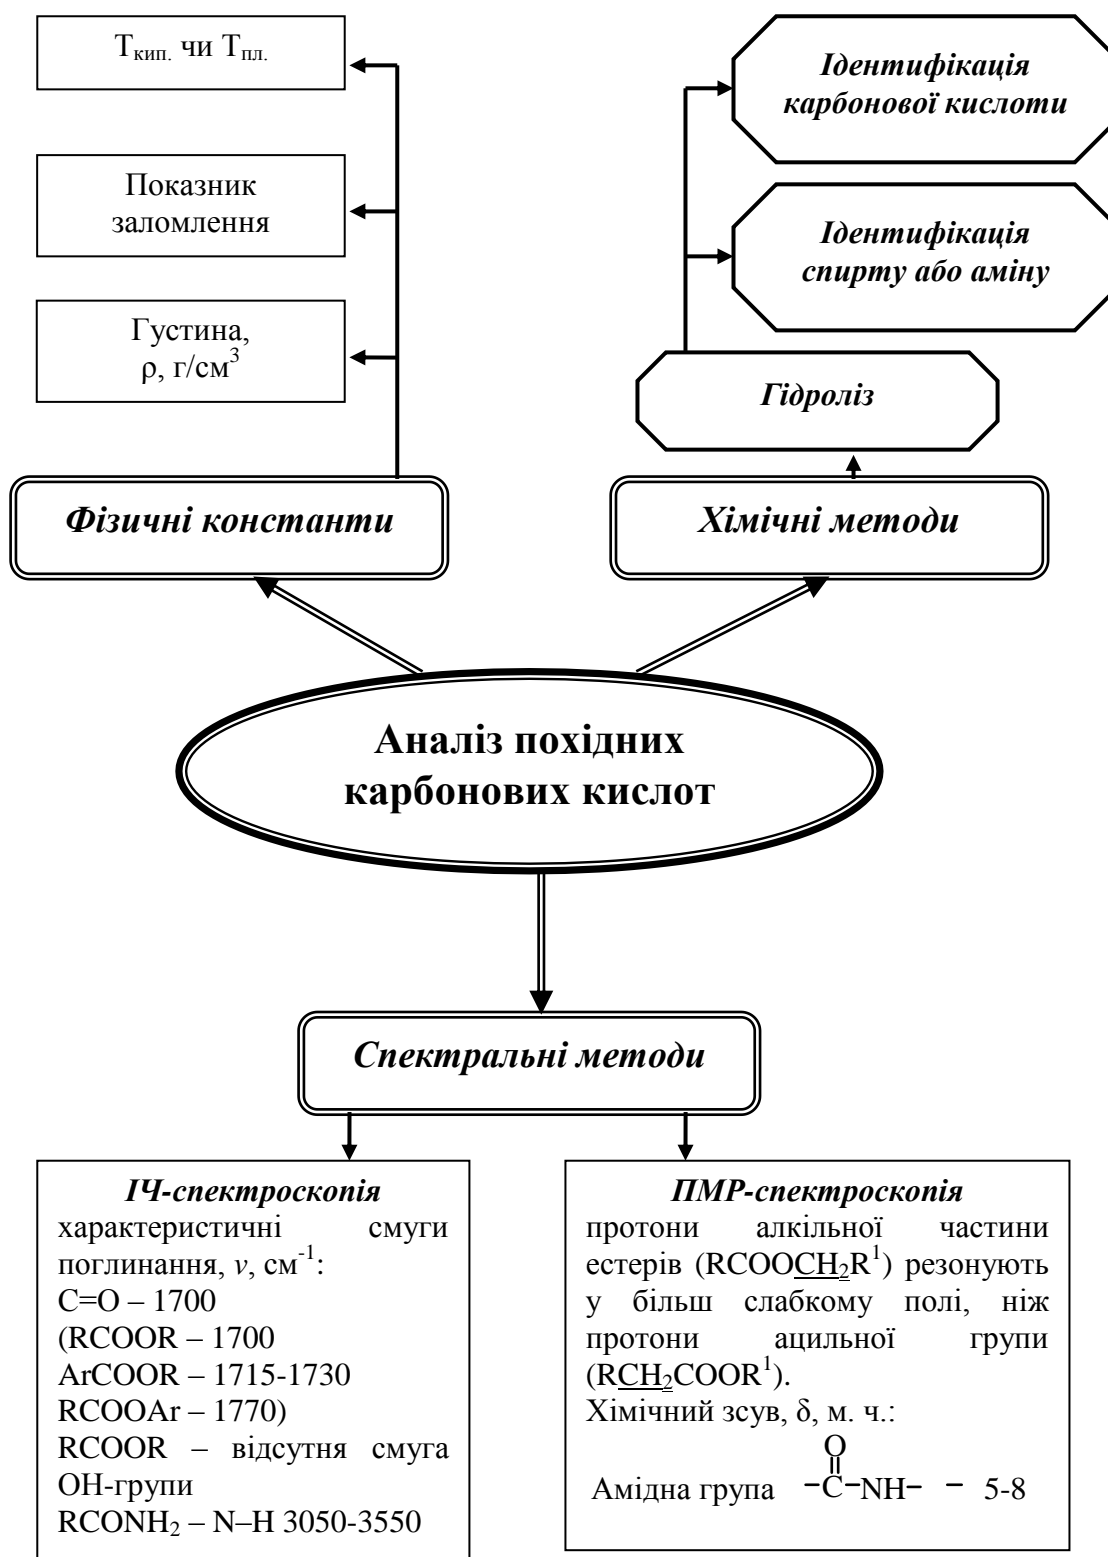 Ткип. чи Тпл.
Показник
заломлення
Густина,
ρ, г/см³
Фізичні константи
Ідентифікація
карбонової кислоти
Ідентифікація
спирту або аміну
Гідроліз
Хімічні методи
Аналіз похідних
карбонових кислот
Спектральні методи
ІЧ-спектроскопія
характеристичні смуги
поглинання, ν, см⁻¹:
C=O – 1700
(RCOOR – 1700
ArCOOR – 1715-1730
RCOOAr – 1770)
RCOOR – відсутня смуга
ОН-групи
RCONH₂ – N–H 3050-3550
ПМР-спектроскопія
протони алкільної частини
естерів (RCOOCH₂R¹) резонують
у більш слабкому полі, ніж
протони ацильної групи
(RCH₂COOR¹).
Хімічний зсув, δ, м. ч.:
O
Амідна група –C–NH– – 5-8